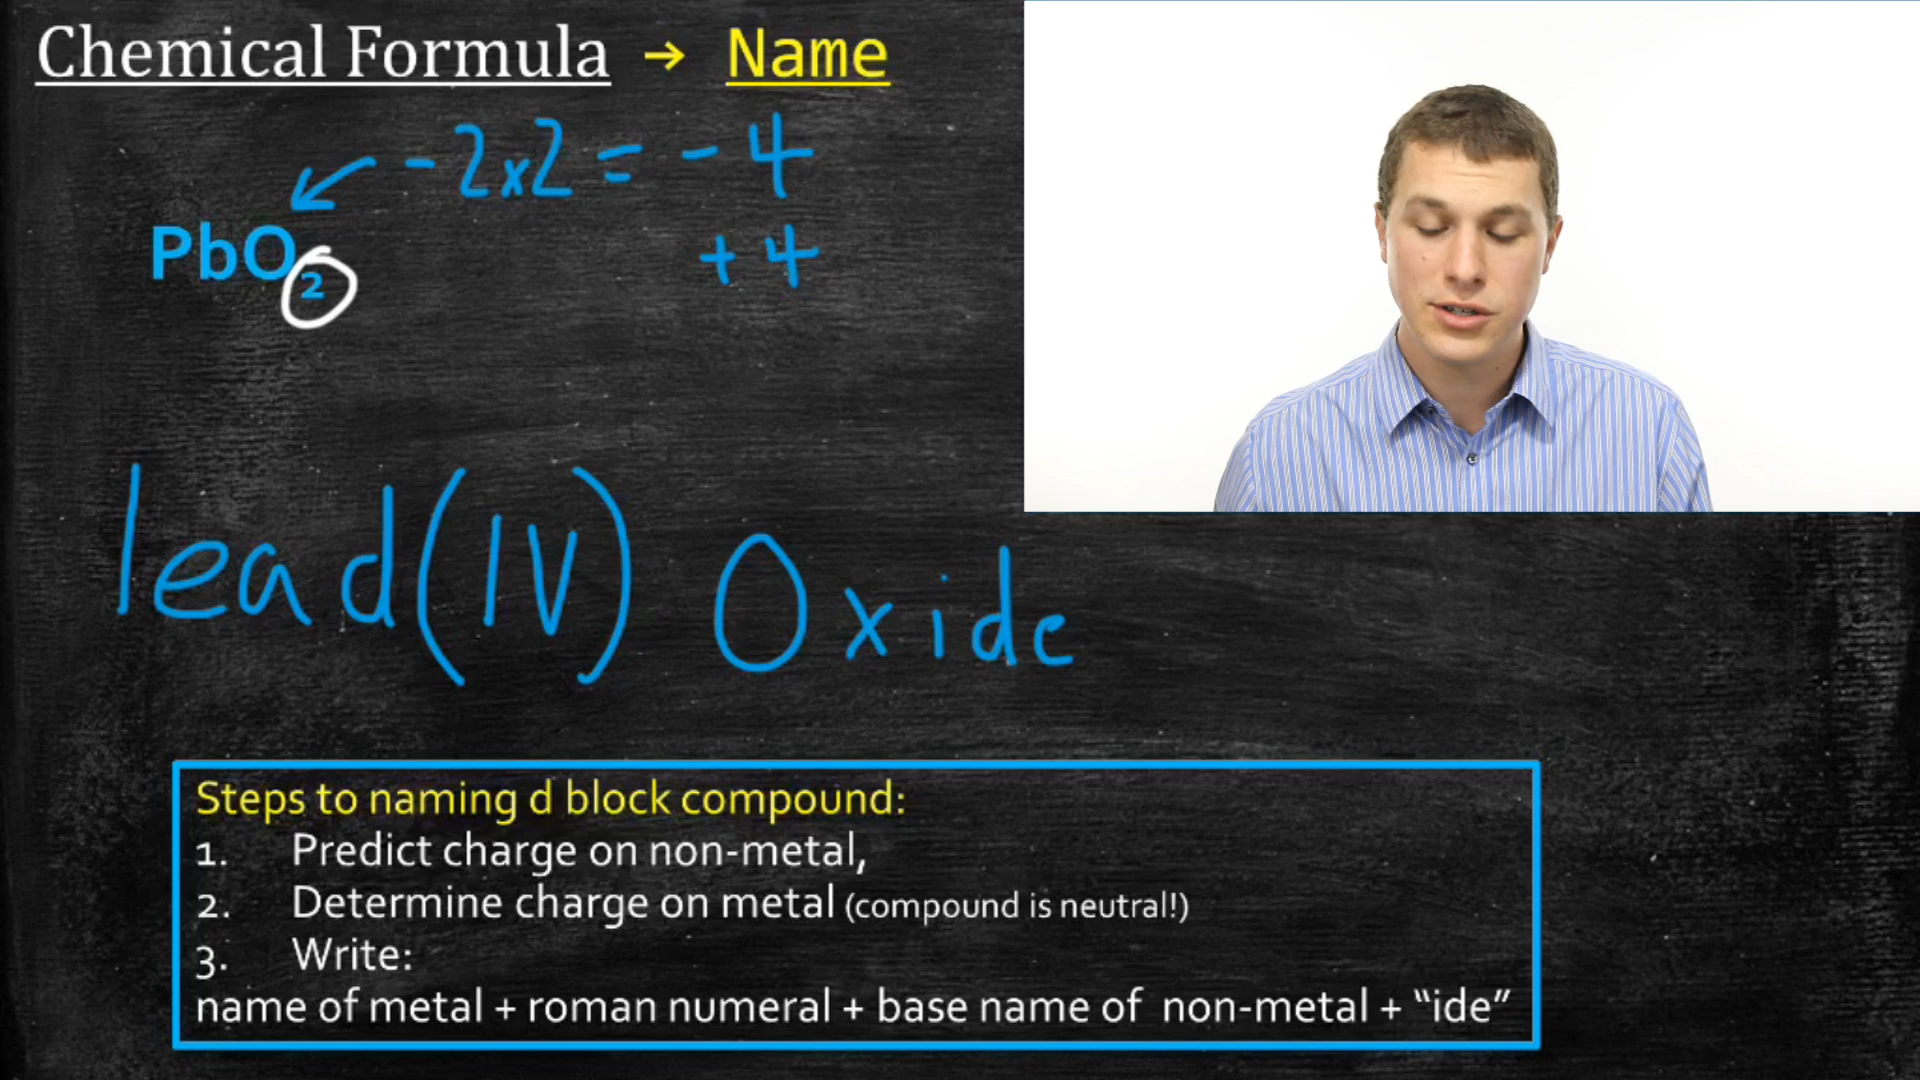 Chemical Formula → Name
-2x2 = -4
PbO₂ +4
lead(IV) Oxide
Steps to naming d block compound:
1. Predict charge on non-metal,
2. Determine charge on metal (compound is neutral!)
3. Write:
name of metal + roman numeral + base name of non-metal + “ide”